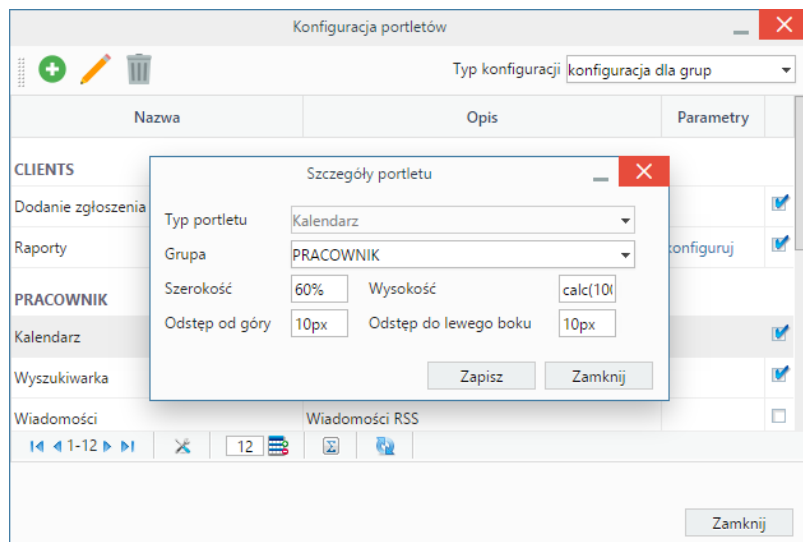 Konfiguracja portletów
Typ konfiguracji konfiguracja dla grup
Nazwa Opis Parametry
CLIENTS
Szczegóły portletu
Dodanie zgłoszenia
Typ portletu Kalendarz
Raporty
Grupa PRACOWNIK
konfiguruj
Szerokość 60% Wysokość calc(10(
PRACOWNIK
Odstęp od góry 10px Odstęp do lewego boku 10px
Kalendarz
Wyszukiwarka
Zapisz Zamknij
Wiadomości Wiadomości RSS
1-12 12
Zamknij